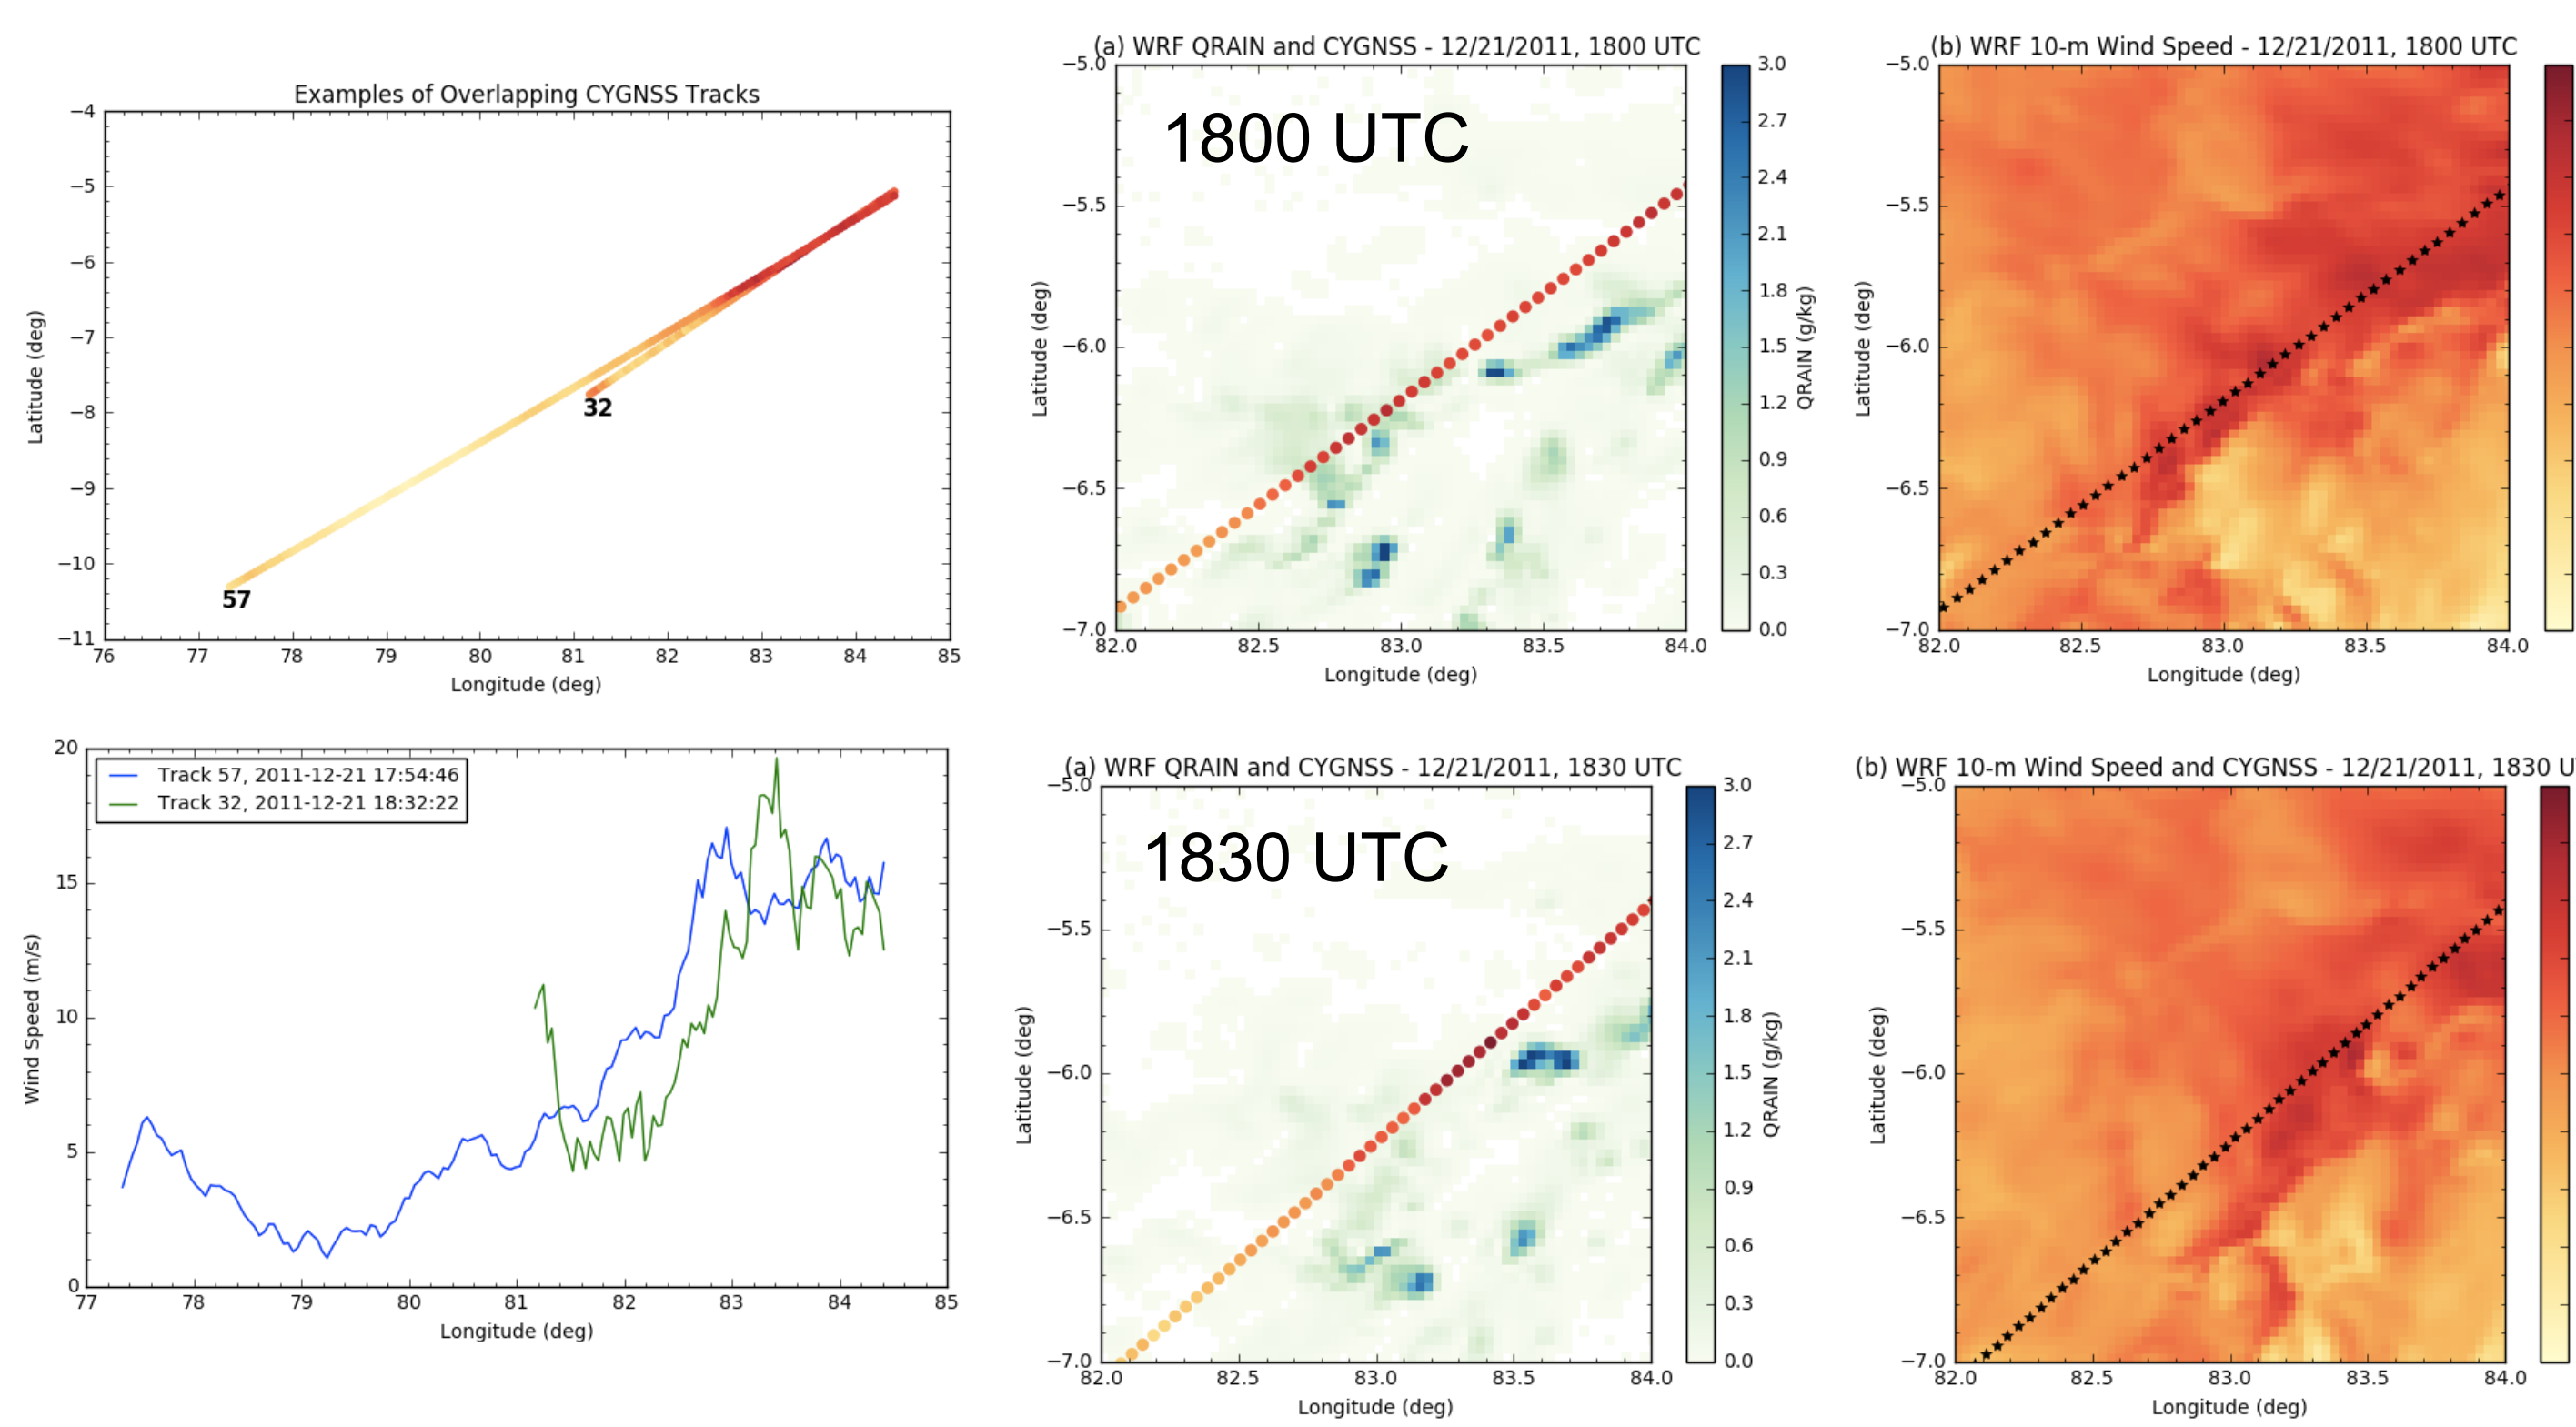 Examples of Overlapping CYGNSS Tracks
−4
−5
−6
−7
−8
−9
−10
−11
Latitude (deg)
32
57
76 77 78 79 80 81 82 83 84 85
Longitude (deg)
(a) WRF QRAIN and CYGNSS - 12/21/2011, 1800 UTC
1800 UTC
−5.0
−5.5
−6.0
−6.5
−7.0
Latitude (deg)
82.0 82.5 83.0 83.5 84.0
Longitude (deg)
3.0
2.7
2.4
2.1
1.8
1.5
1.2
0.9
0.6
0.3
0.0
QRAIN (g/kg)
(b) WRF 10-m Wind Speed - 12/21/2011, 1800 UTC
−5.0
−5.5
−6.0
−6.5
−7.0
Latitude (deg)
82.0 82.5 83.0 83.5 84.0
Longitude (deg)
20
15
10
5
0
Wind Speed (m/s)
Track 57, 2011-12-21 17:54:46
Track 32, 2011-12-21 18:32:22
77 78 79 80 81 82 83 84 85
Longitude (deg)
(a) WRF QRAIN and CYGNSS - 12/21/2011, 1830 UTC
1830 UTC
−5.0
−5.5
−6.0
−6.5
−7.0
Latitude (deg)
82.0 82.5 83.0 83.5 84.0
Longitude (deg)
3.0
2.7
2.4
2.1
1.8
1.5
1.2
0.9
0.6
0.3
0.0
QRAIN (g/kg)
(b) WRF 10-m Wind Speed and CYGNSS - 12/21/2011, 1830 U
−5.0
−5.5
−6.0
−6.5
−7.0
Latitude (deg)
82.0 82.5 83.0 83.5 84.0
Longitude (deg)